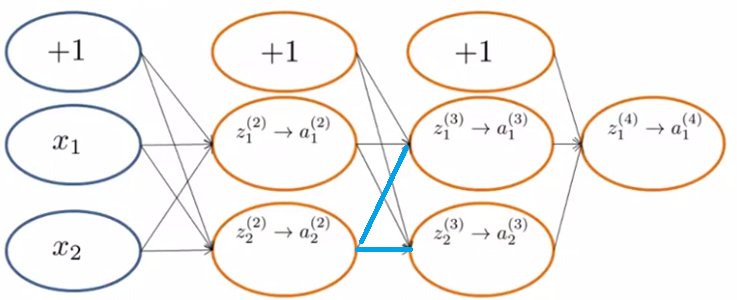 +1 +1 +1
x₁ z₁⁽²⁾ → a₁⁽²⁾ z₁⁽³⁾ → a₁⁽³⁾ z₁⁽⁴⁾ → a₁⁽⁴⁾
x₂ z₂⁽²⁾ → a₂⁽²⁾ z₂⁽³⁾ → a₂⁽³⁾